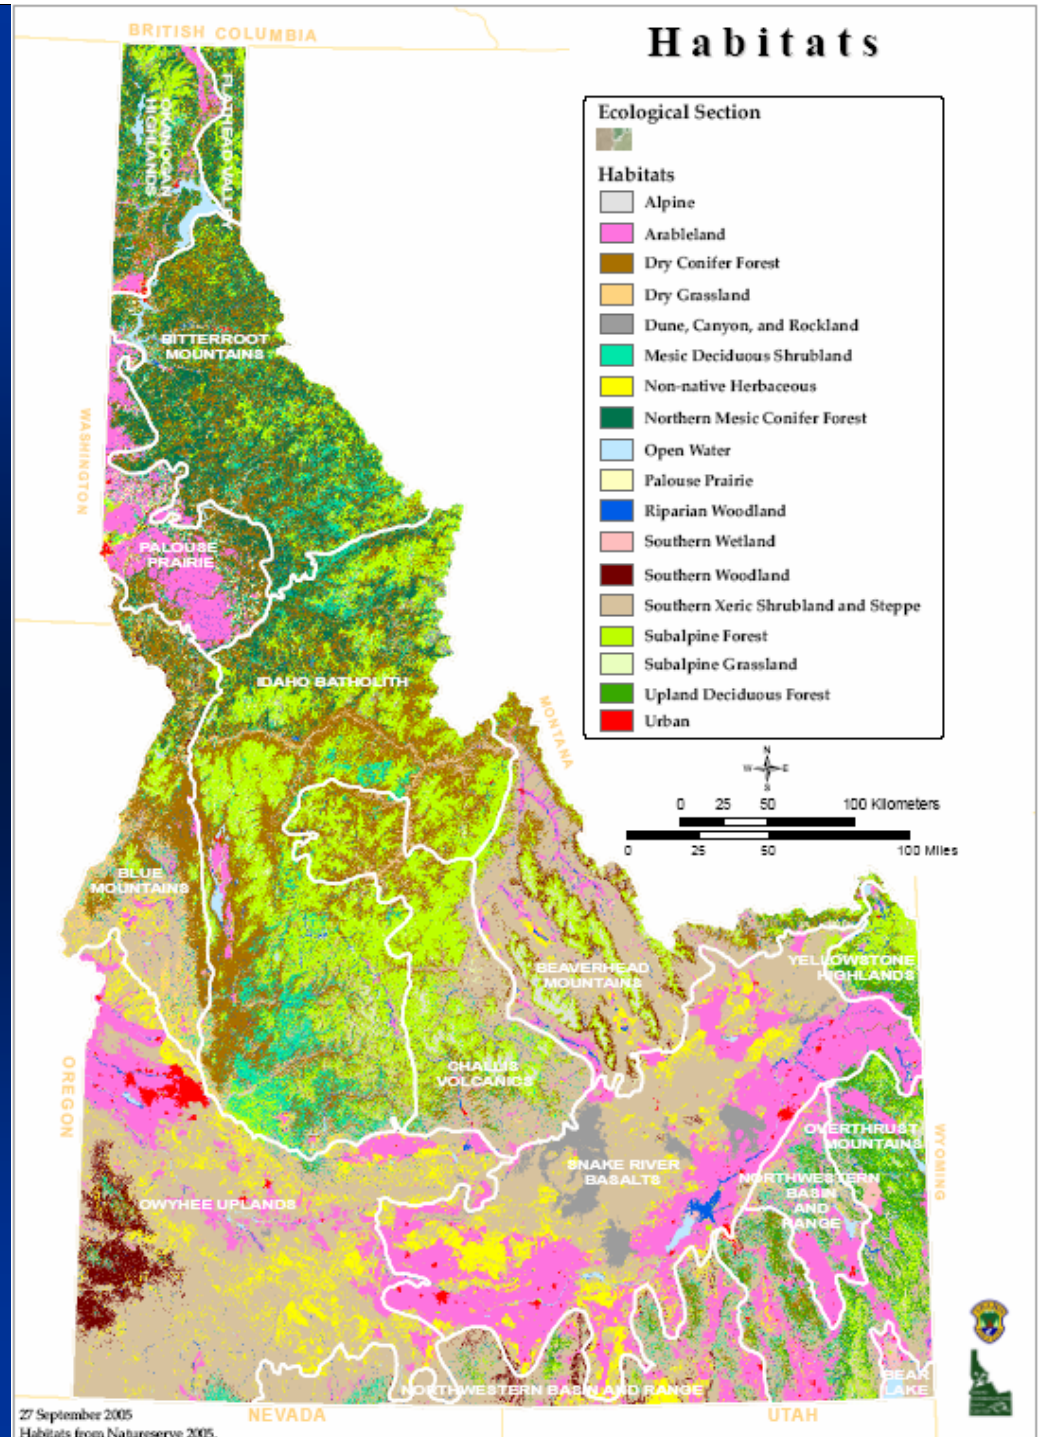 BRITISH COLUMBIA
Habitats
Ecological Section
Habitats
Alpine
Arableland
Dry Conifer Forest
Dry Grassland
Dune, Canyon, and Rockland
Mesic Deciduous Shrubland
Non-native Herbaceous
Northern Mesic Conifer Forest
Open Water
Palouse Prairie
Riparian Woodland
Southern Wetland
Southern Woodland
Southern Xeric Shrubland and Steppe
Subalpine Forest
Subalpine Grassland
Upland Deciduous Forest
Urban
N
W E
S
0 25 50 100 Kilometers
0 25 50 100 Miles
OKANOGAN
HIGHLANDS
FLATHEAD VALLE
BITTERROOT
MOUNTAINS
WASHINGTON
PALOUSE
PRAIRIE
IDAHO BATHOLITH
MONTANA
BLUE
MOUNTAINS
BEAVERHEAD
MOUNTAINS
YELLOWSTONE
HIGHLANDS
CHALLIS
VOLCANICS
OREGON
OVERTHRUST
MOUNTAINS
WYOMING
SNAKE RIVER
BASALTS
NORTHWESTERN
BASIN
AND
RANGE
OWYHEE UPLANDS
NORTHWESTERN BASIN AND RANGE
BEAR
LAKE
NEVADA
UTAH
27 September 2005
Habitats from Natureserve 2005.